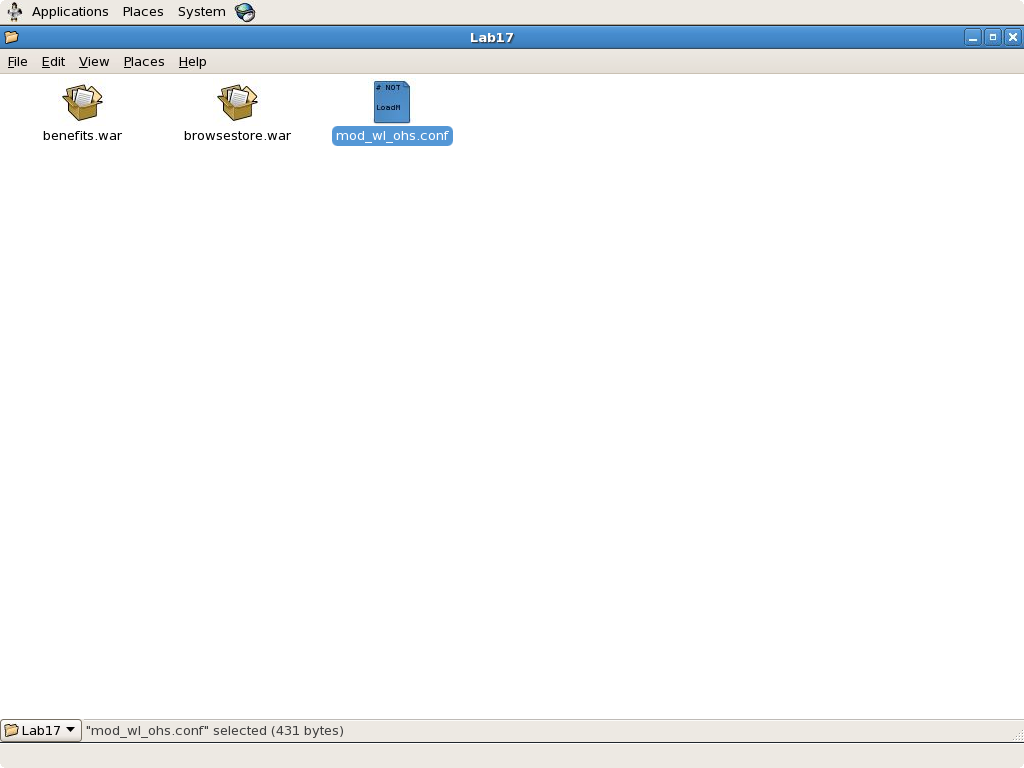 Applications Places System
Lab17
File Edit View Places Help
# NOT
LoadM
benefits.war browsestore.war mod_wl_ohs.conf
Lab17 "mod_wl_ohs.conf" selected (431 bytes)